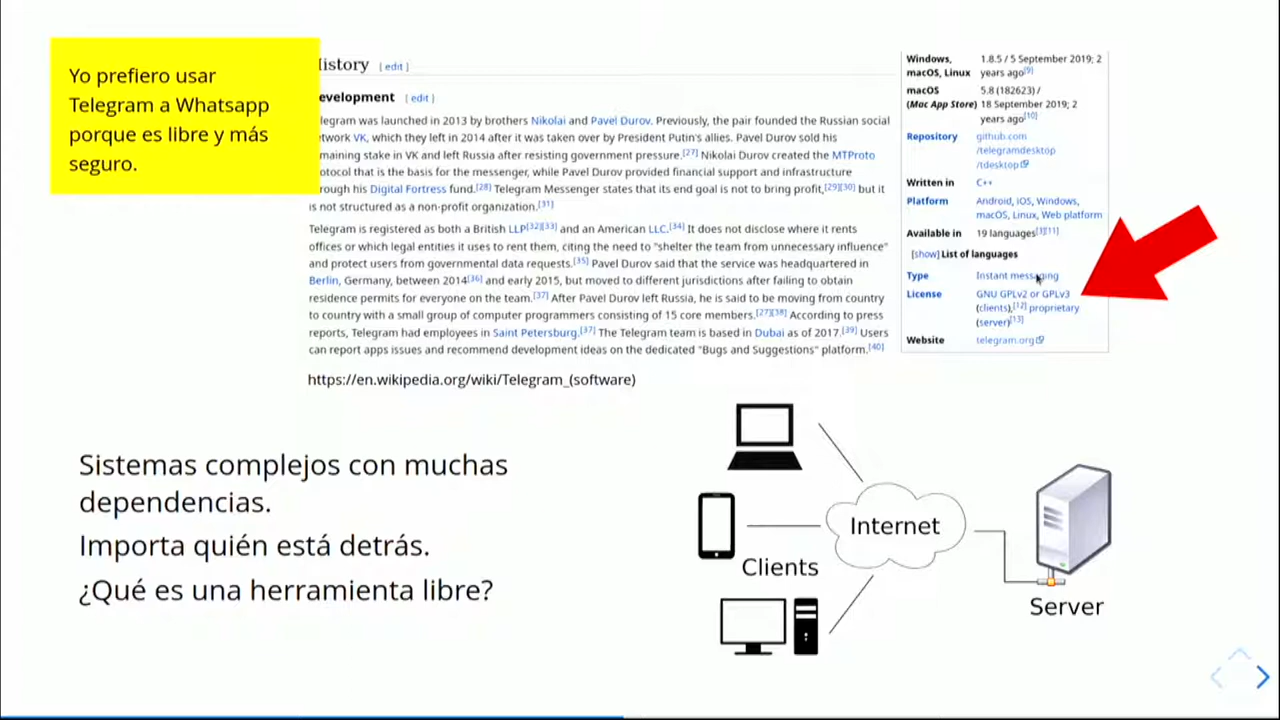 Yo prefiero usar
Telegram a Whatsapp
porque es libre y más
seguro.
History [ edit ]
evelopment [ edit ]
legram was launched in 2013 by brothers Nikolai and Pavel Durov. Previously, the pair founded the Russian social
etwork VK, which they left in 2014 after it was taken over by President Putin's allies. Pavel Durov sold his
maining stake in VK and left Russia after resisting government pressure.[27] Nikolai Durov created the MTProto
otocol that is the basis for the messenger, while Pavel Durov provided financial support and infrastructure
rough his Digital Fortress fund.[28] Telegram Messenger states that its end goal is not to bring profit,[29][30] but it
is not structured as a non-profit organization.[31]
Telegram is registered as both a British LLP[32][33] and an American LLC.[34] It does not disclose where it rents
offices or which legal entities it uses to rent them, citing the need to "shelter the team from unnecessary influence"
and protect users from governmental data requests.[35] Pavel Durov said that the service was headquartered in
Berlin, Germany, between 2014[36] and early 2015, but moved to different jurisdictions after failing to obtain
residence permits for everyone on the team.[37] After Pavel Durov left Russia, he is said to be moving from country
to country with a small group of computer programmers consisting of 15 core members.[27][38] According to press
reports, Telegram had employees in Saint Petersburg.[37] The Telegram team is based in Dubai as of 2017.[39] Users
can report apps issues and recommend development ideas on the dedicated "Bugs and Suggestions" platform.[40]
https://en.wikipedia.org/wiki/Telegram_(software)
Windows, 1.8.5 / 5 September 2019; 2
macOS, Linux years ago[9]
macOS 5.8 (182623) /
(Mac App Store) 18 September 2019; 2
years ago[10]
Repository github.com
/telegramdesktop
/tdesktop
Written in C++
Platform Android, iOS, Windows,
macOS, Linux, Web platform
Available in 19 languages[3][11]
[show] List of languages
Type Instant messaging
License GNU GPLv2 or GPLv3
(clients),[12] proprietary
(server)[13]
Website telegram.org
Sistemas complejos con muchas
dependencias.
Importa quién está detrás.
¿Qué es una herramienta libre?
Internet
Clients
Server